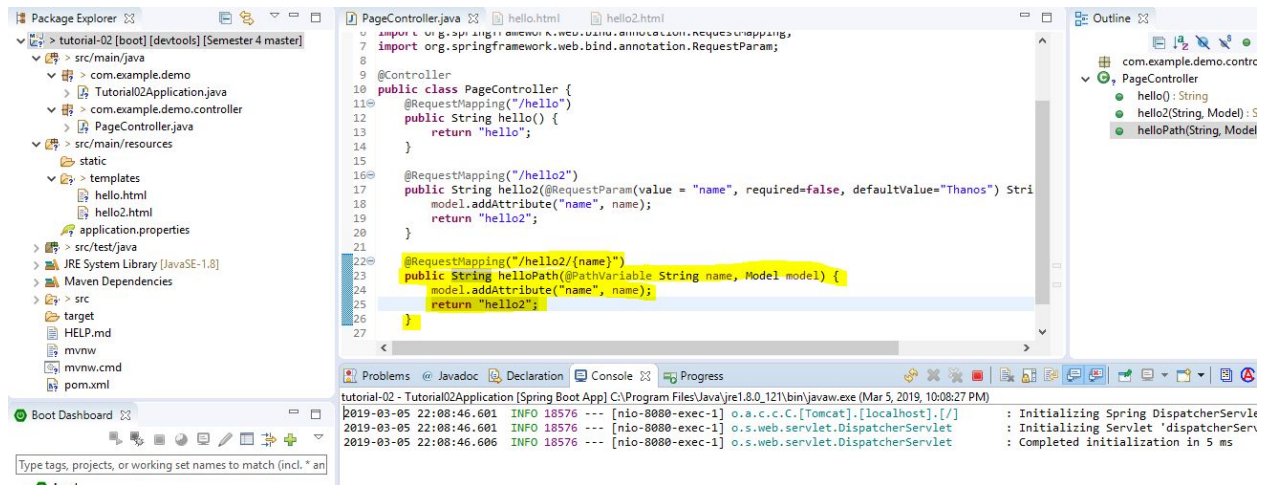 Package Explorer
> tutorial-02 [boot] [devtools] [Semester 4 master]
> src/main/java
> com.example.demo
> Tutorial02Application.java
> com.example.demo.controller
> PageController.java
> src/main/resources
static
> templates
hello.html
hello2.html
application.properties
> src/test/java
JRE System Library [JavaSE-1.8]
Maven Dependencies
> src
target
HELP.md
mvnw
mvnw.cmd
pom.xml
Boot Dashboard
Type tags, projects, or working set names to match (incl. * an
PageController.java hello.html hello2.html
6 import org.springframework.web.bind.annotation.RequestMapping;
7 import org.springframework.web.bind.annotation.RequestParam;
8
9 @Controller
10 public class PageController {
11 @RequestMapping("/hello")
12 public String hello() {
13 return "hello";
14 }
15
16 @RequestMapping("/hello2")
17 public String hello2(@RequestParam(value = "name", required=false, defaultValue="Thanos") Stri
18 model.addAttribute("name", name);
19 return "hello2";
20 }
21
22 @RequestMapping("/hello2/{name}")
23 public String helloPath(@PathVariable String name, Model model) {
24 model.addAttribute("name", name);
25 return "hello2";
26 }
27
Outline
com.example.demo.contro
PageController
hello() : String
hello2(String, Model) : S
helloPath(String, Model
Problems @ Javadoc Declaration Console Progress
tutorial-02 - Tutorial02Application [Spring Boot App] C:\Program Files\Java\jre1.8.0_121\bin\javaw.exe (Mar 5, 2019, 10:08:27 PM)
2019-03-05 22:08:46.601 INFO 18576 --- [nio-8080-exec-1] o.a.c.c.C.[Tomcat].[localhost].[/] : Initializing Spring DispatcherServle
2019-03-05 22:08:46.601 INFO 18576 --- [nio-8080-exec-1] o.s.web.servlet.DispatcherServlet : Initializing Servlet 'dispatcherServ
2019-03-05 22:08:46.606 INFO 18576 --- [nio-8080-exec-1] o.s.web.servlet.DispatcherServlet : Completed initialization in 5 ms